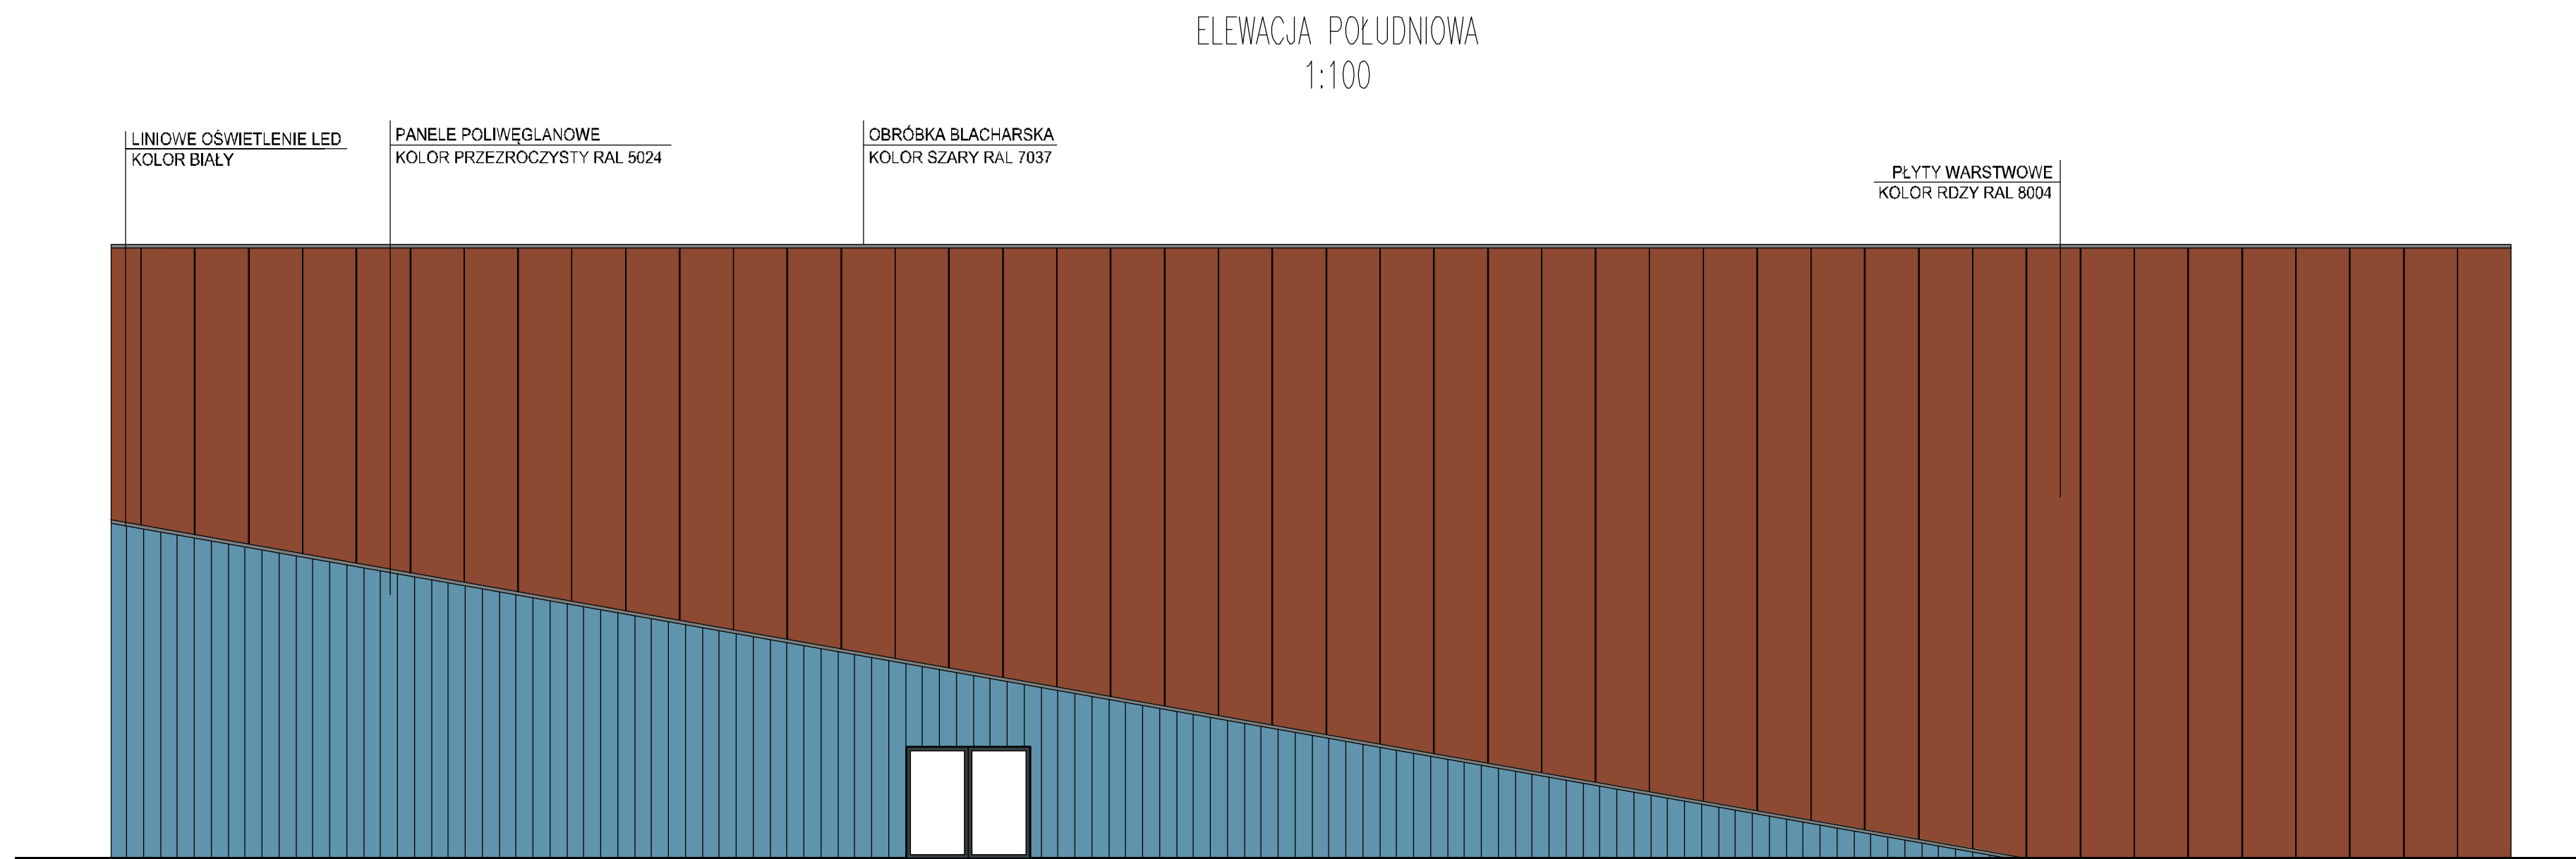 ELEWACJA POŁUDNIOWA
1:100
LINIOWE OŚWIETLENIE LED
KOLOR BIAŁY
PANELE POLIWĘGLANOWE
KOLOR PRZEZROCZYSTY RAL 5024
OBRÓBKA BLACHARSKA
KOLOR SZARY RAL 7037
PŁYTY WARSTWOWE
KOLOR RDZY RAL 8004